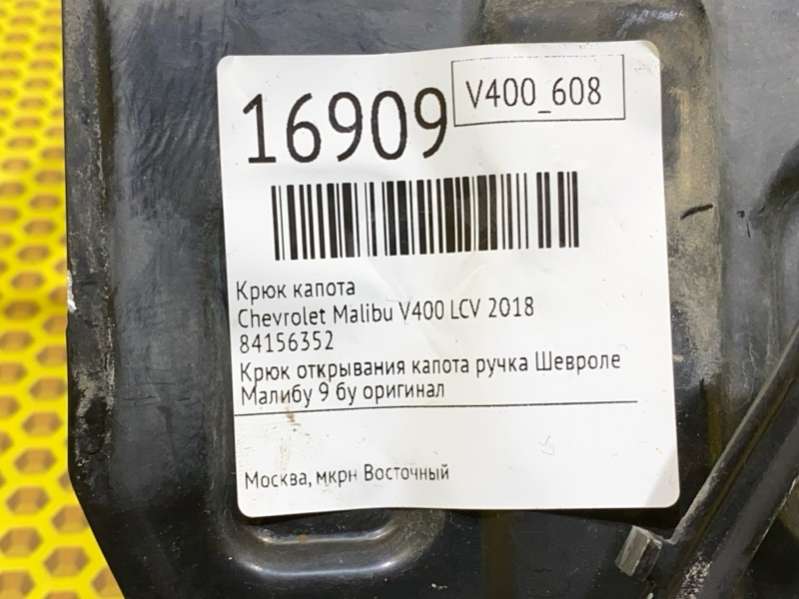 16909
V400_608
Крюк капота
Chevrolet Malibu V400 LCV 2018
84156352
Крюк открывания капота ручка Шевроле
Малибу 9 бу оригинал
Москва, мкрн Восточный